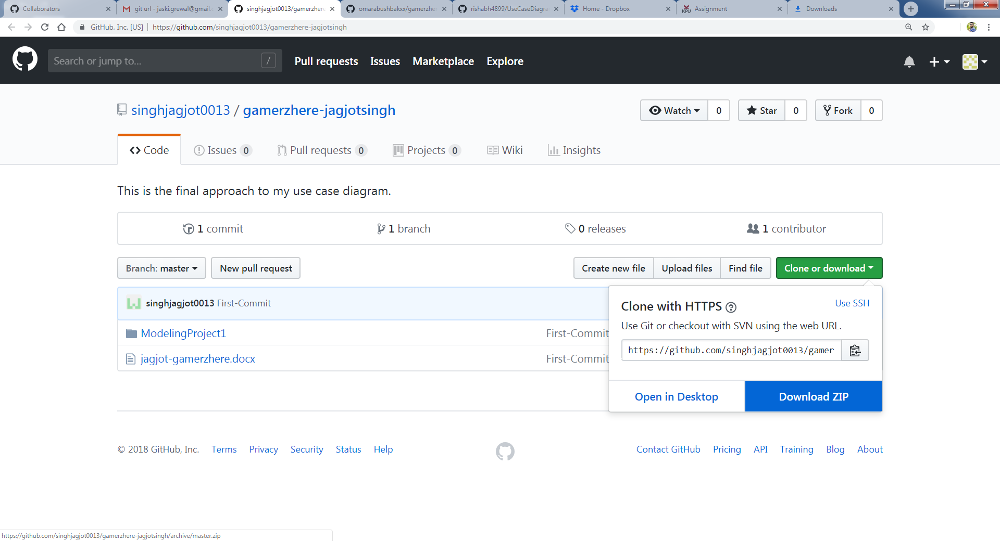 Collaborators
git url - jaski.grewal@gmail.c
singhjagjot0013/gamerzhere
omarabushbakxx/gamerzhe
rishabh4899/UseCaseDiagra
Home - Dropbox
KPU
Assignment
Downloads
GitHub, Inc. [US]
https://github.com/singhjagjot0013/gamerzhere-jagjotsingh
Search or jump to...
/
Pull requests
Issues
Marketplace
Explore
singhjagjot0013 / gamerzhere-jagjotsingh
Watch 0
Star 0
Fork 0
Code
Issues 0
Pull requests 0
Projects 0
Wiki
Insights
This is the final approach to my use case diagram.
1 commit
1 branch
0 releases
1 contributor
Branch: master
New pull request
Create new file
Upload files
Find file
Clone or download
singhjagjot0013 First-Commit
Clone with HTTPS ?
Use SSH
Use Git or checkout with SVN using the web URL.
https://github.com/singhjagjot0013/gamer
Open in Desktop
Download ZIP
ModelingProject1
First-Commit
jagjot-gamerzhere.docx
First-Commit
© 2018 GitHub, Inc.
Terms
Privacy
Security
Status
Help
Contact GitHub
Pricing
API
Training
Blog
About
https://github.com/singhjagjot0013/gamerzhere-jagjotsingh/archive/master.zip